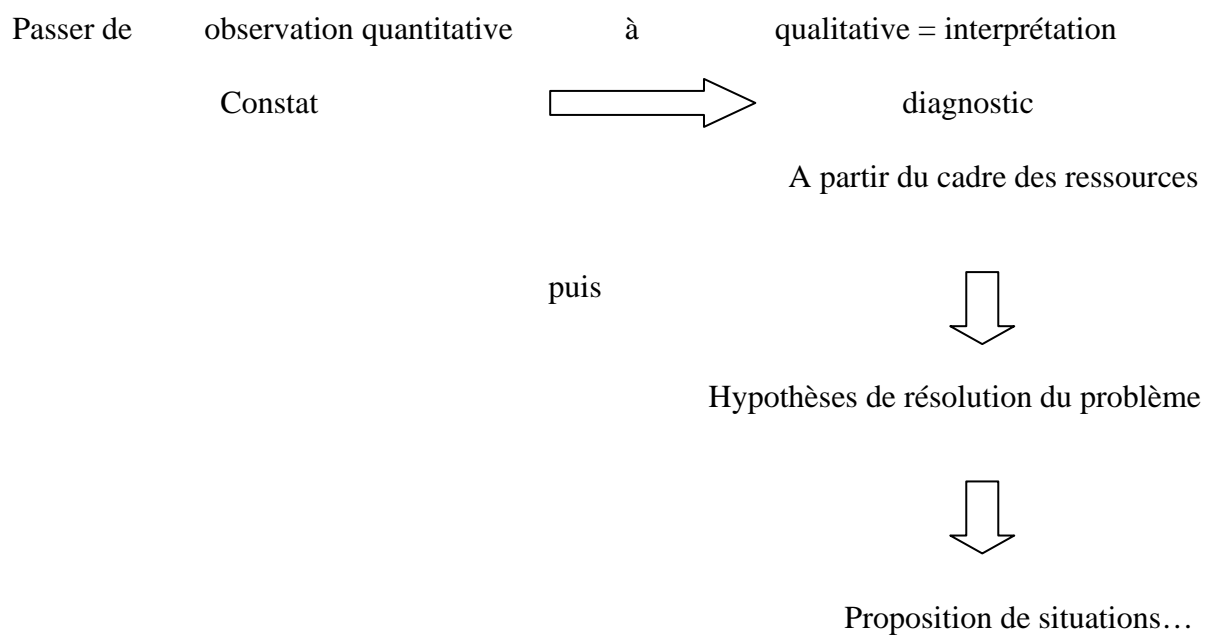 Passer de observation quantitative à qualitative = interprétation
Constat diagnostic
A partir du cadre des ressources
puis
Hypothèses de résolution du problème
Proposition de situations…